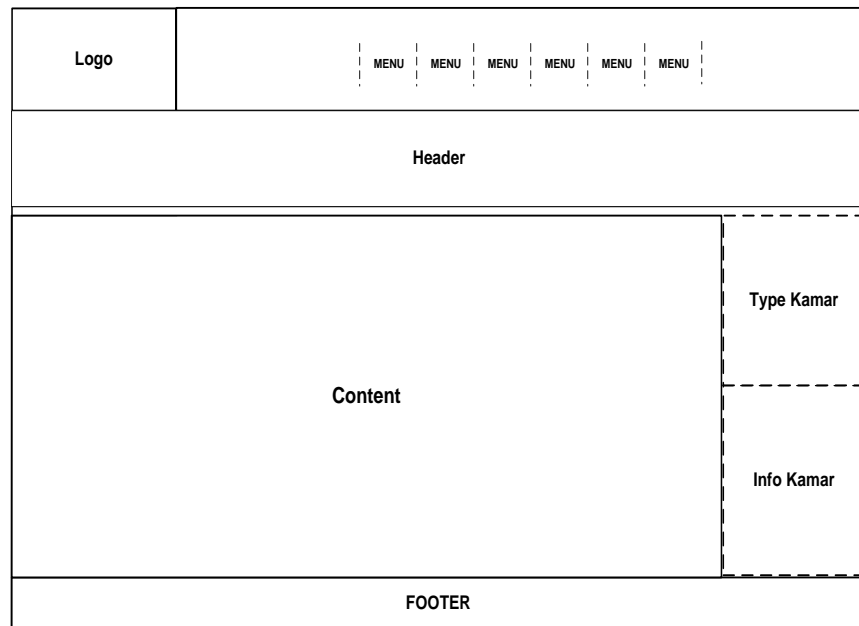 Logo
MENU MENU MENU MENU MENU MENU
Header
Type Kamar
Content
Info Kamar
FOOTER